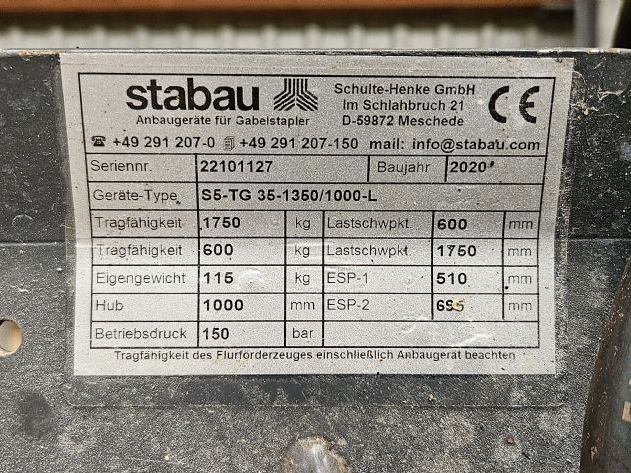 stabau
Anbaugeräte für Gabelstapler
Schulte-Henke GmbH
Im Schlahbruch 21
D-59872 Meschede
CE
☎ +49 291 207-0 +49 291 207-150 mail: info@stabau.com
Seriennr. 22101127 Baujahr 2020
Geräte-Type S5-TG 35-1350/1000-L
Tragfähigkeit 1750 kg Lastschwpkt. 600 mm
Tragfähigkeit 600 kg Lastschwpkt. 1750 mm
Eigengewicht 115 kg ESP-1 510 mm
Hub 1000 mm ESP-2 695 mm
Betriebsdruck 150 bar
Tragfähigkeit des Flurförderzeuges einschließlich Anbaugerät beachten